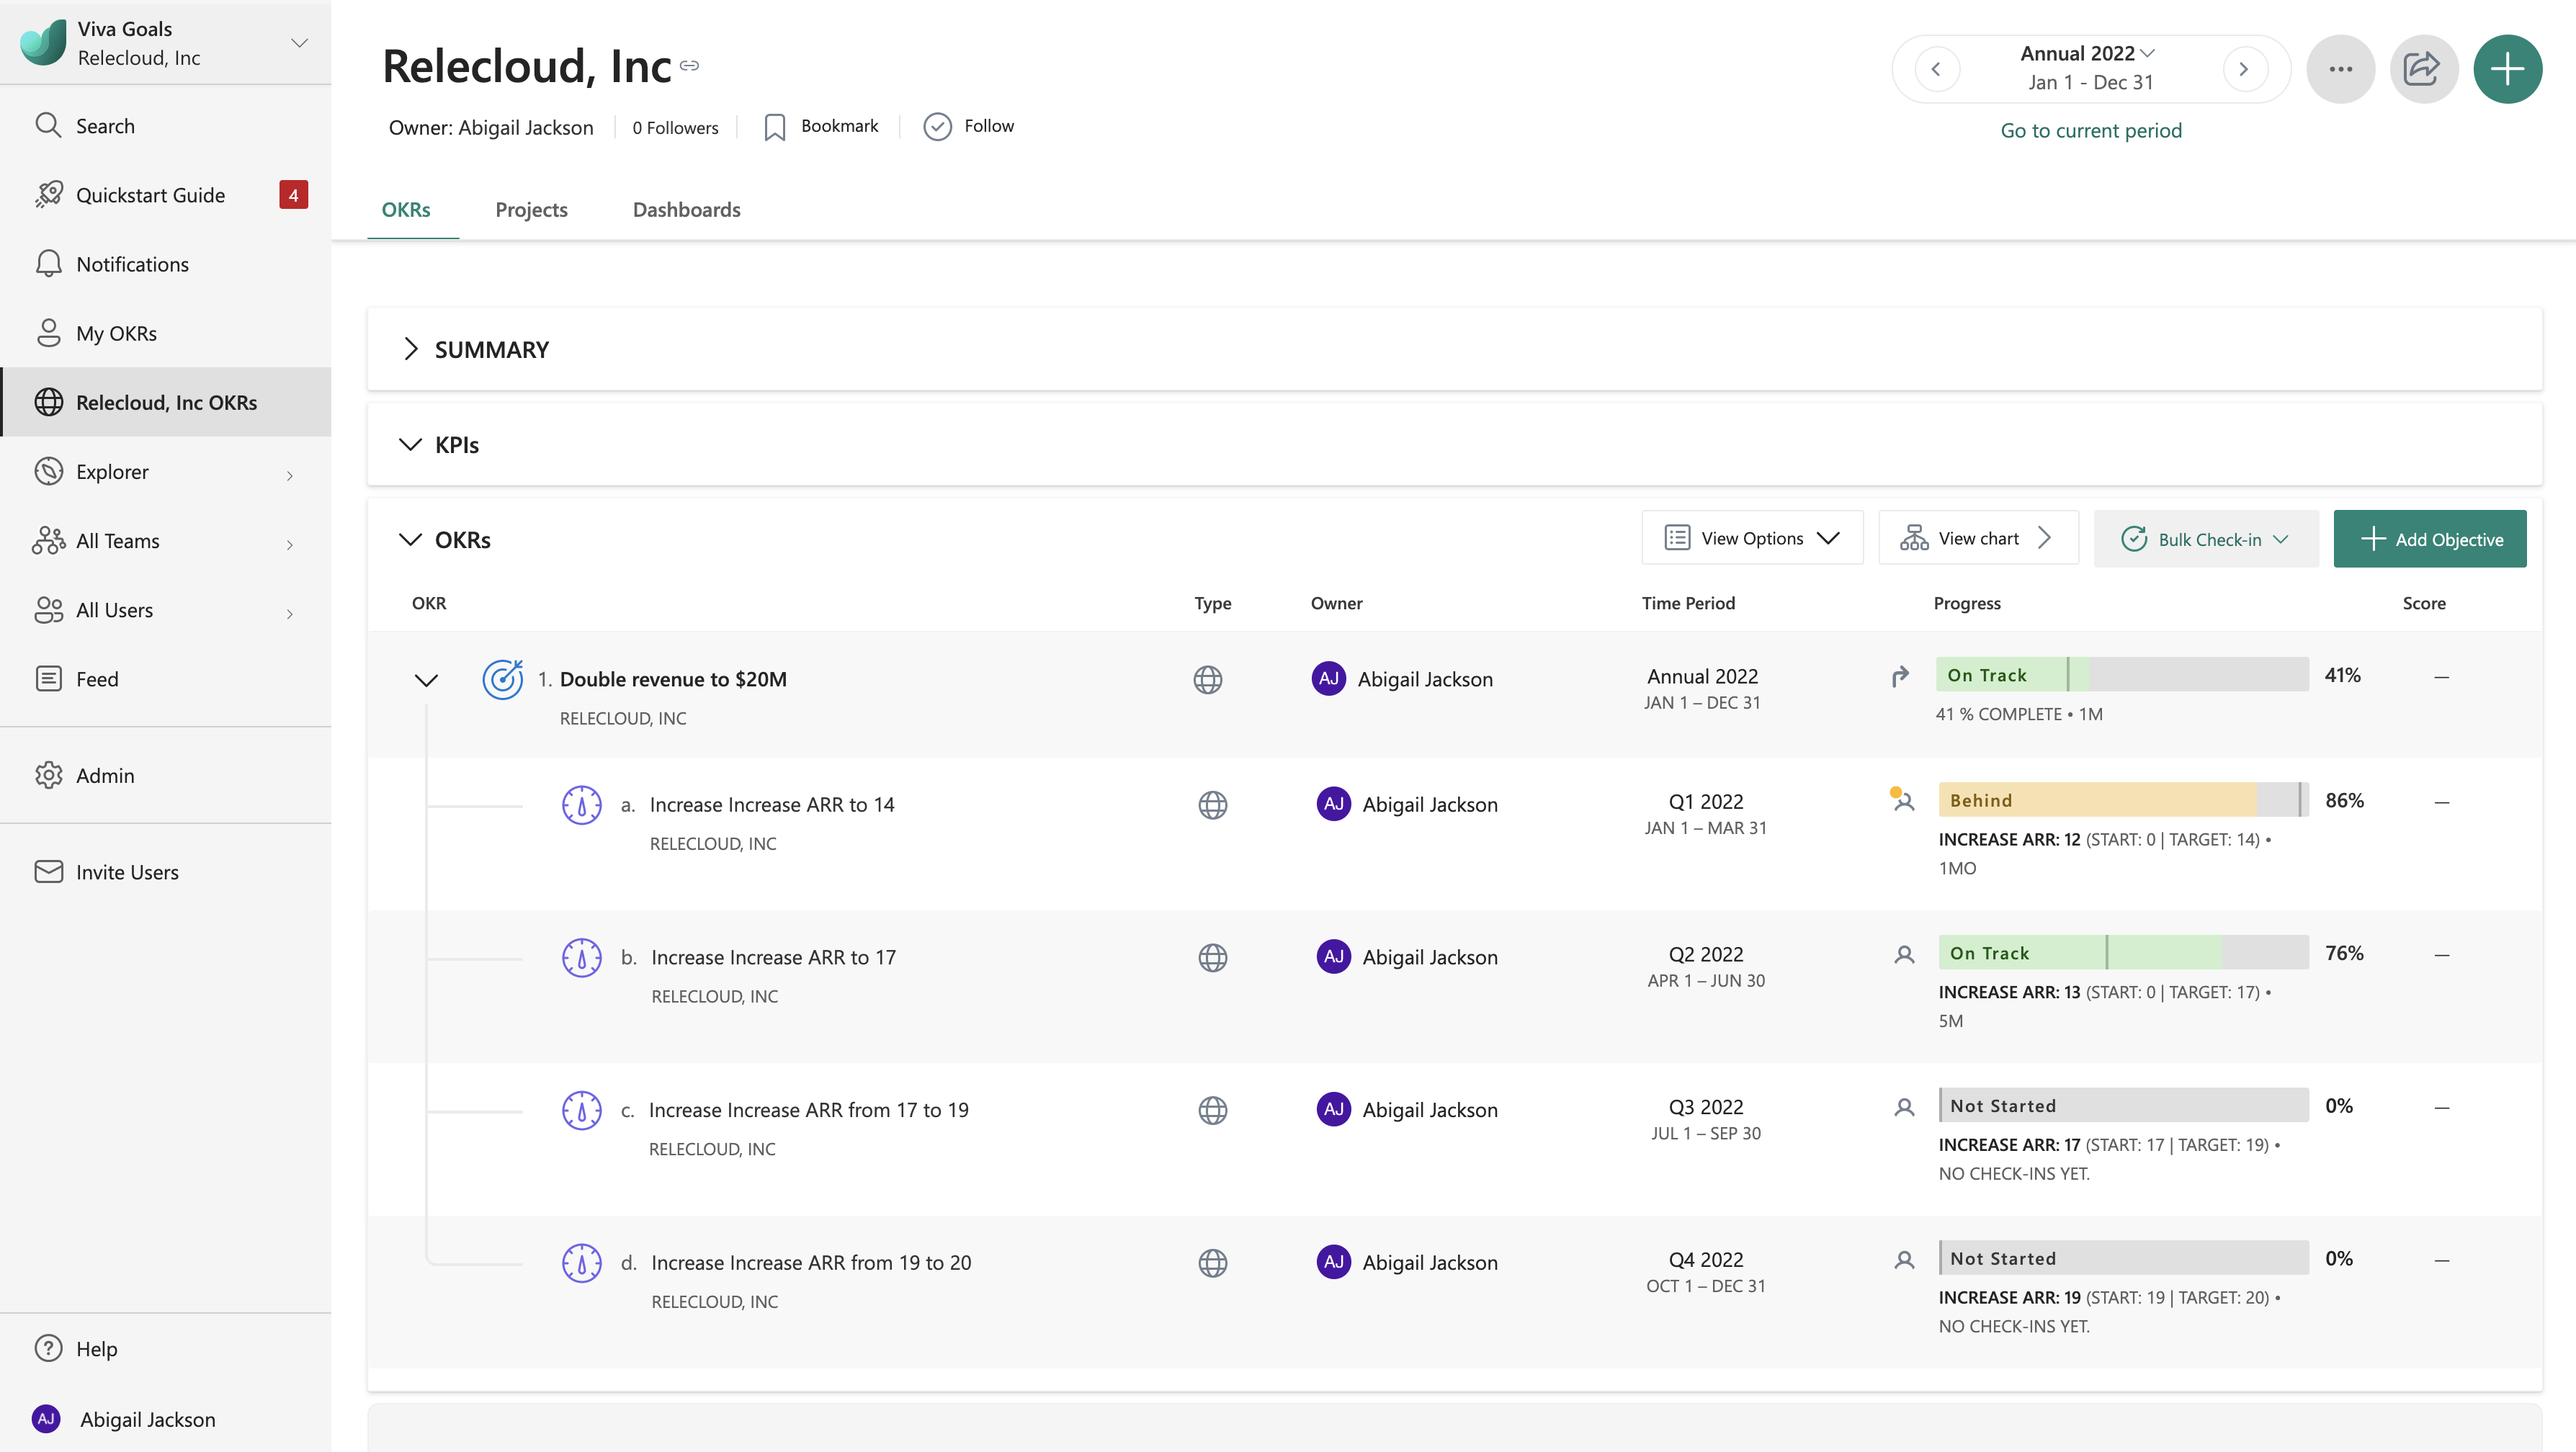 Viva Goals
Relecloud, Inc
Search
Quickstart Guide
4
Notifications
My OKRs
Relecloud, Inc OKRs
Explorer
All Teams
All Users
Feed
Admin
Invite Users
Help
AJ
Abigail Jackson
Relecloud, Inc
Owner: Abigail Jackson
0 Followers
Bookmark
Follow
Annual 2022
Jan 1 - Dec 31
Go to current period
OKRs
Projects
Dashboards
SUMMARY
KPIs
OKRs
View Options
View chart
Bulk Check-in
Add Objective
OKR
Type
Owner
Time Period
Progress
Score
1. Double revenue to $20M
RELECLOUD, INC
AJ
Abigail Jackson
Annual 2022
JAN 1 – DEC 31
On Track
41%
—
41 % COMPLETE • 1M
a. Increase Increase ARR to 14
RELECLOUD, INC
AJ
Abigail Jackson
Q1 2022
JAN 1 – MAR 31
Behind
86%
—
INCREASE ARR: 12 (START: 0 | TARGET: 14) •
1MO
b. Increase Increase ARR to 17
RELECLOUD, INC
AJ
Abigail Jackson
Q2 2022
APR 1 – JUN 30
On Track
76%
—
INCREASE ARR: 13 (START: 0 | TARGET: 17) •
5M
c. Increase Increase ARR from 17 to 19
RELECLOUD, INC
AJ
Abigail Jackson
Q3 2022
JUL 1 – SEP 30
Not Started
0%
—
INCREASE ARR: 17 (START: 17 | TARGET: 19) •
NO CHECK-INS YET.
d. Increase Increase ARR from 19 to 20
RELECLOUD, INC
AJ
Abigail Jackson
Q4 2022
OCT 1 – DEC 31
Not Started
0%
—
INCREASE ARR: 19 (START: 19 | TARGET: 20) •
NO CHECK-INS YET.